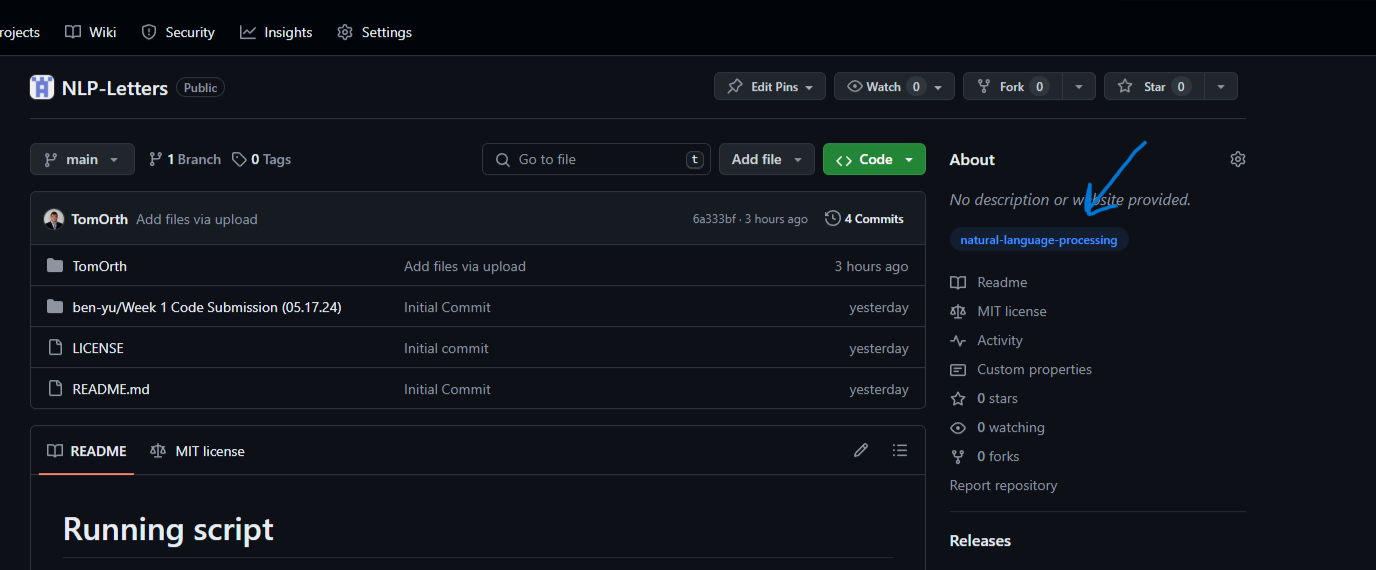 rojects Wiki Security Insights Settings
NLP-Letters Public Edit Pins Watch 0 Fork 0 Star 0
main 1 Branch 0 Tags Go to file t Add file Code
TomOrth Add files via upload 6a333bf · 3 hours ago 4 Commits
TomOrth Add files via upload 3 hours ago
ben-yu/Week 1 Code Submission (05.17.24) Initial Commit yesterday
LICENSE Initial commit yesterday
README.md Initial Commit yesterday
README MIT license
Running script
About
No description or website provided.
natural-language-processing
Readme
MIT license
Activity
Custom properties
0 stars
0 watching
0 forks
Report repository
Releases